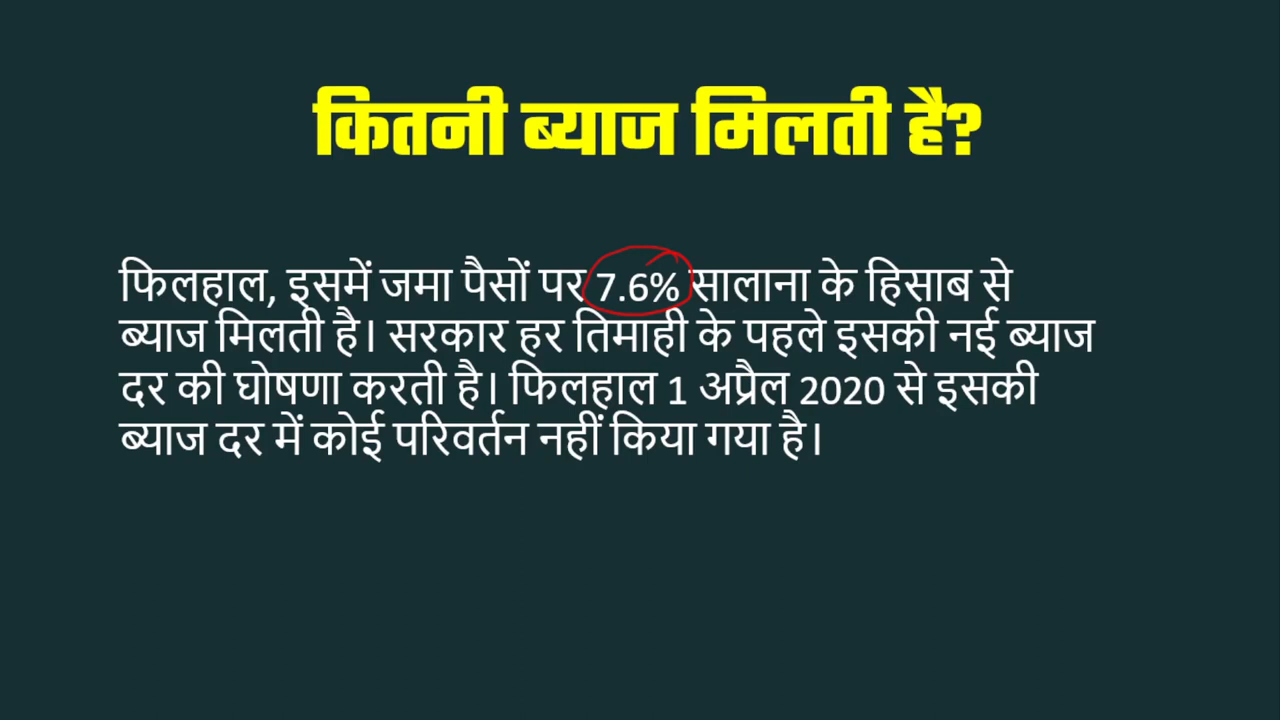 कितनी ब्याज मिलती है?
फिलहाल, इसमें जमा पैसों पर 7.6% सालाना के हिसाब से
ब्याज मिलती है। सरकार हर तिमाही के पहले इसकी नई ब्याज
दर की घोषणा करती है। फिलहाल 1 अप्रैल 2020 से इसकी
ब्याज दर में कोई परिवर्तन नहीं किया गया है।